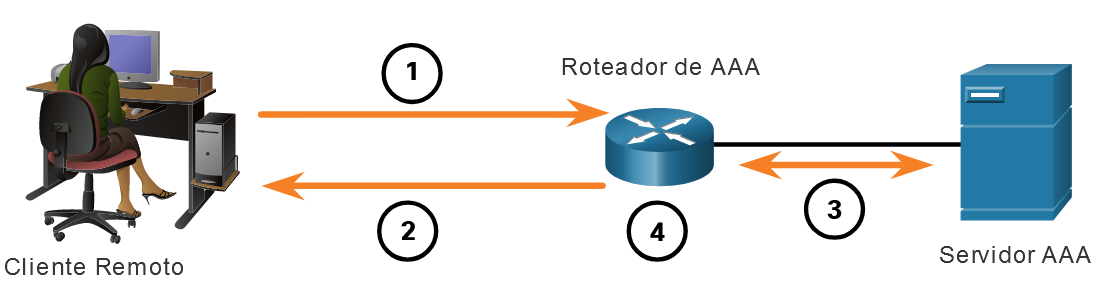 Roteador de AAA
1
2
3
4
Cliente Remoto
Servidor AAA